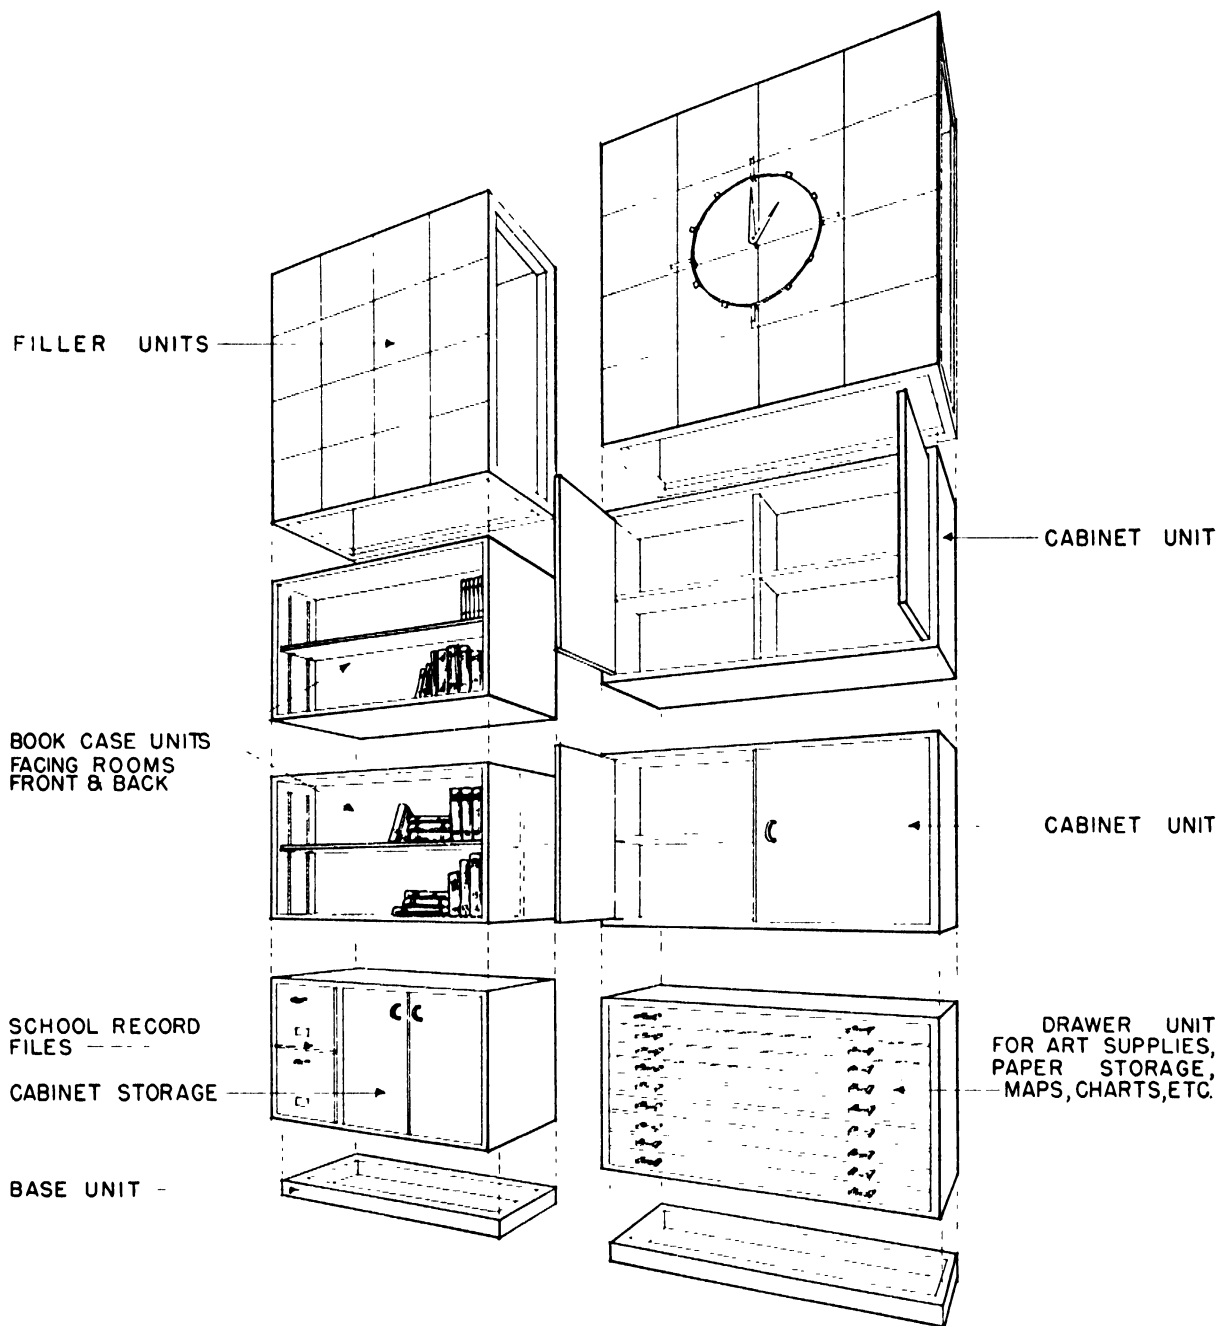 FILLER UNITS
CABINET UNIT
BOOK CASE UNITS
FACING ROOMS
FRONT & BACK
CABINET UNIT
SCHOOL RECORD
FILES
CABINET STORAGE
DRAWER UNIT
FOR ART SUPPLIES,
PAPER STORAGE,
MAPS, CHARTS, ETC.
BASE UNIT